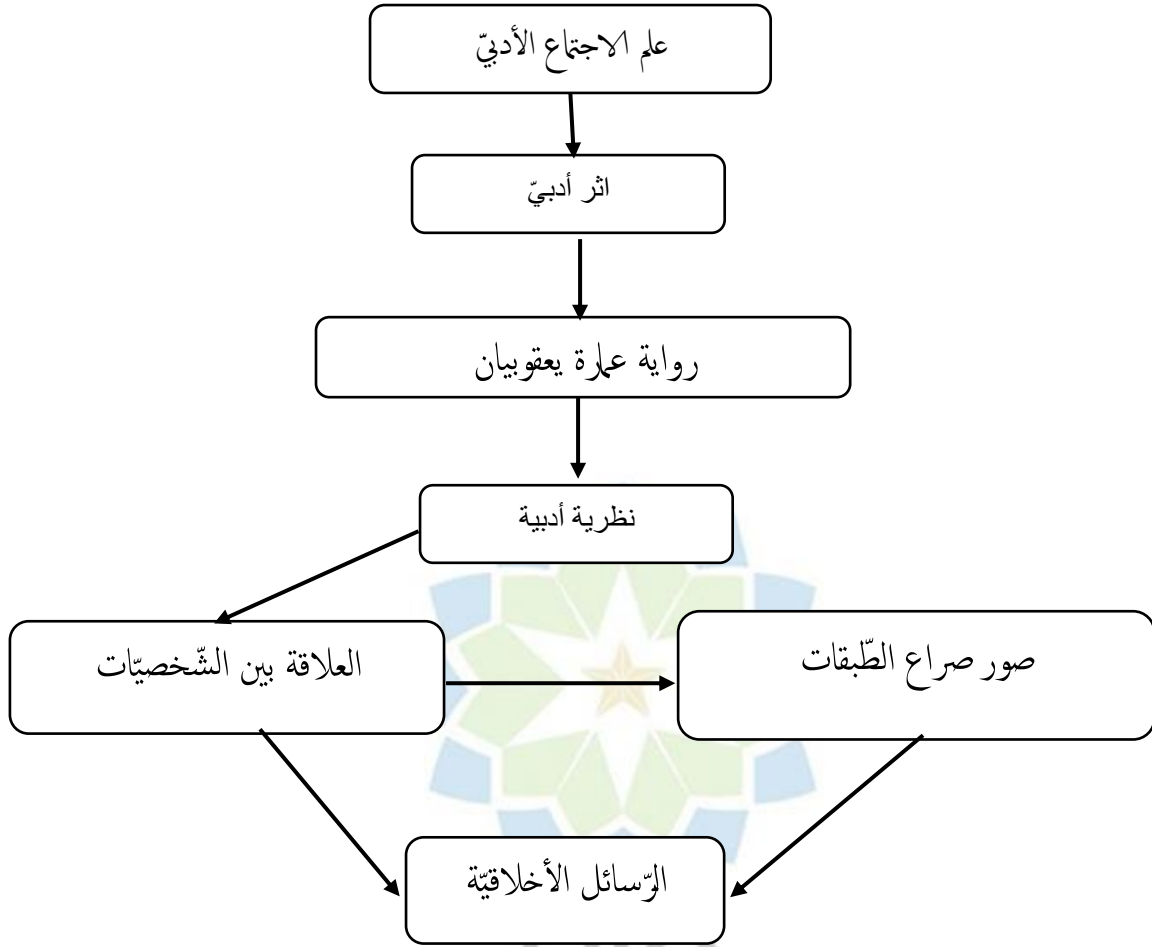 علم الاجتماع الأدبيّ
اثر أدبيّ
رواية عمارة يعقوبيان
نظرية أدبية
العلاقة بين الشّخصيّات
صور صراع الطّبقات
الرّسائل الأخلاقيّة